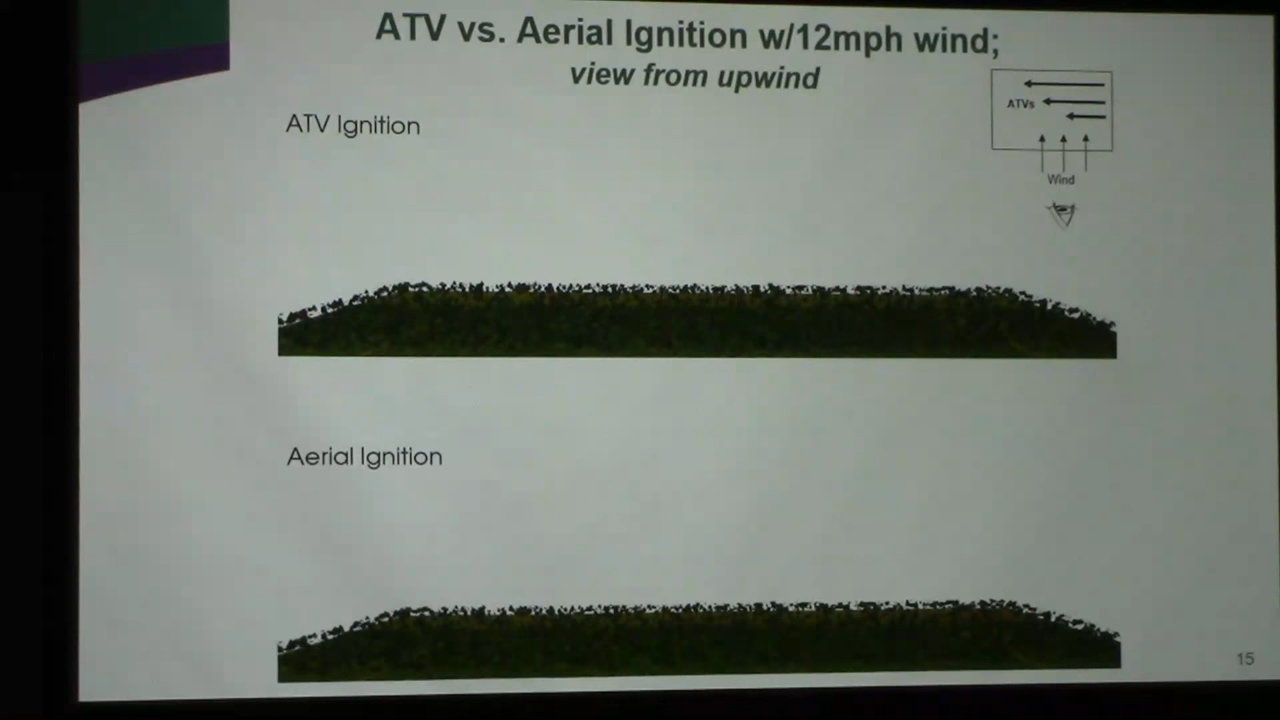 ATV vs. Aerial Ignition w/12mph wind;
view from upwind
ATVs
Wind
ATV Ignition
Aerial Ignition
15